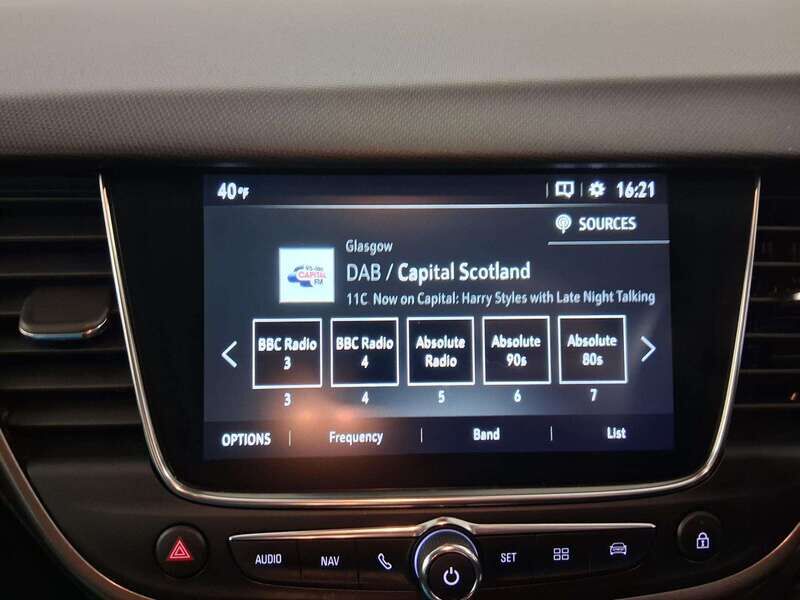 40°F
16:21
SOURCES
Glasgow
DAB / Capital Scotland
CAPITAL
FM
11C Now on Capital: Harry Styles with Late Night Talking
BBC Radio 3
BBC Radio 4
Absolute Radio
Absolute 90s
Absolute 80s
3 4 5 6 7
OPTIONS Frequency Band List
AUDIO NAV SET